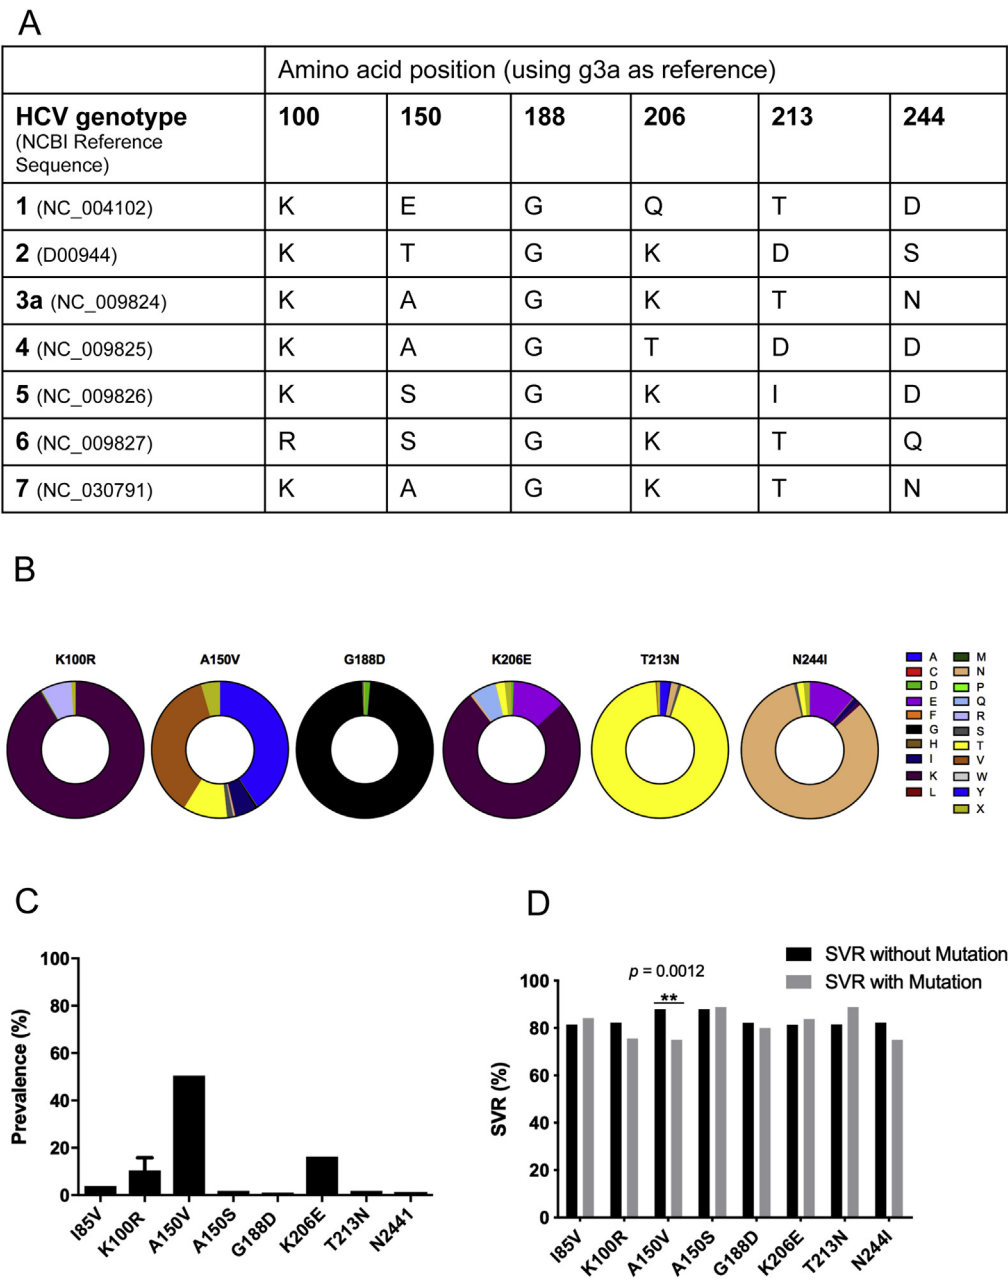 A
Amino acid position (using g3a as reference)
HCV genotype 100 150 188 206 213 244
(NCBI Reference
Sequence)
1 (NC_004102) K E G Q T D
2 (D00944) K T G K D S
3a (NC_009824) K A G K T N
4 (NC_009825) K A G T D D
5 (NC_009826) K S G K I D
6 (NC_009827) R S G K T Q
7 (NC_030791) K A G K T N
B
K100R A150V G188D K206E T213N N244I
A M
C N
D P
E Q
F R
G S
H T
I V
K W
L Y
X
C
Prevalence (%)
100
80
60
40
20
0
I85V K100R A150V A150S G188D K206E T213N N2441
D
SVR without Mutation
SVR with Mutation
p = 0.0012
**
SVR (%)
100
80
60
40
20
0
I85V K100R A150V A150S G188D K206E T213N N244I